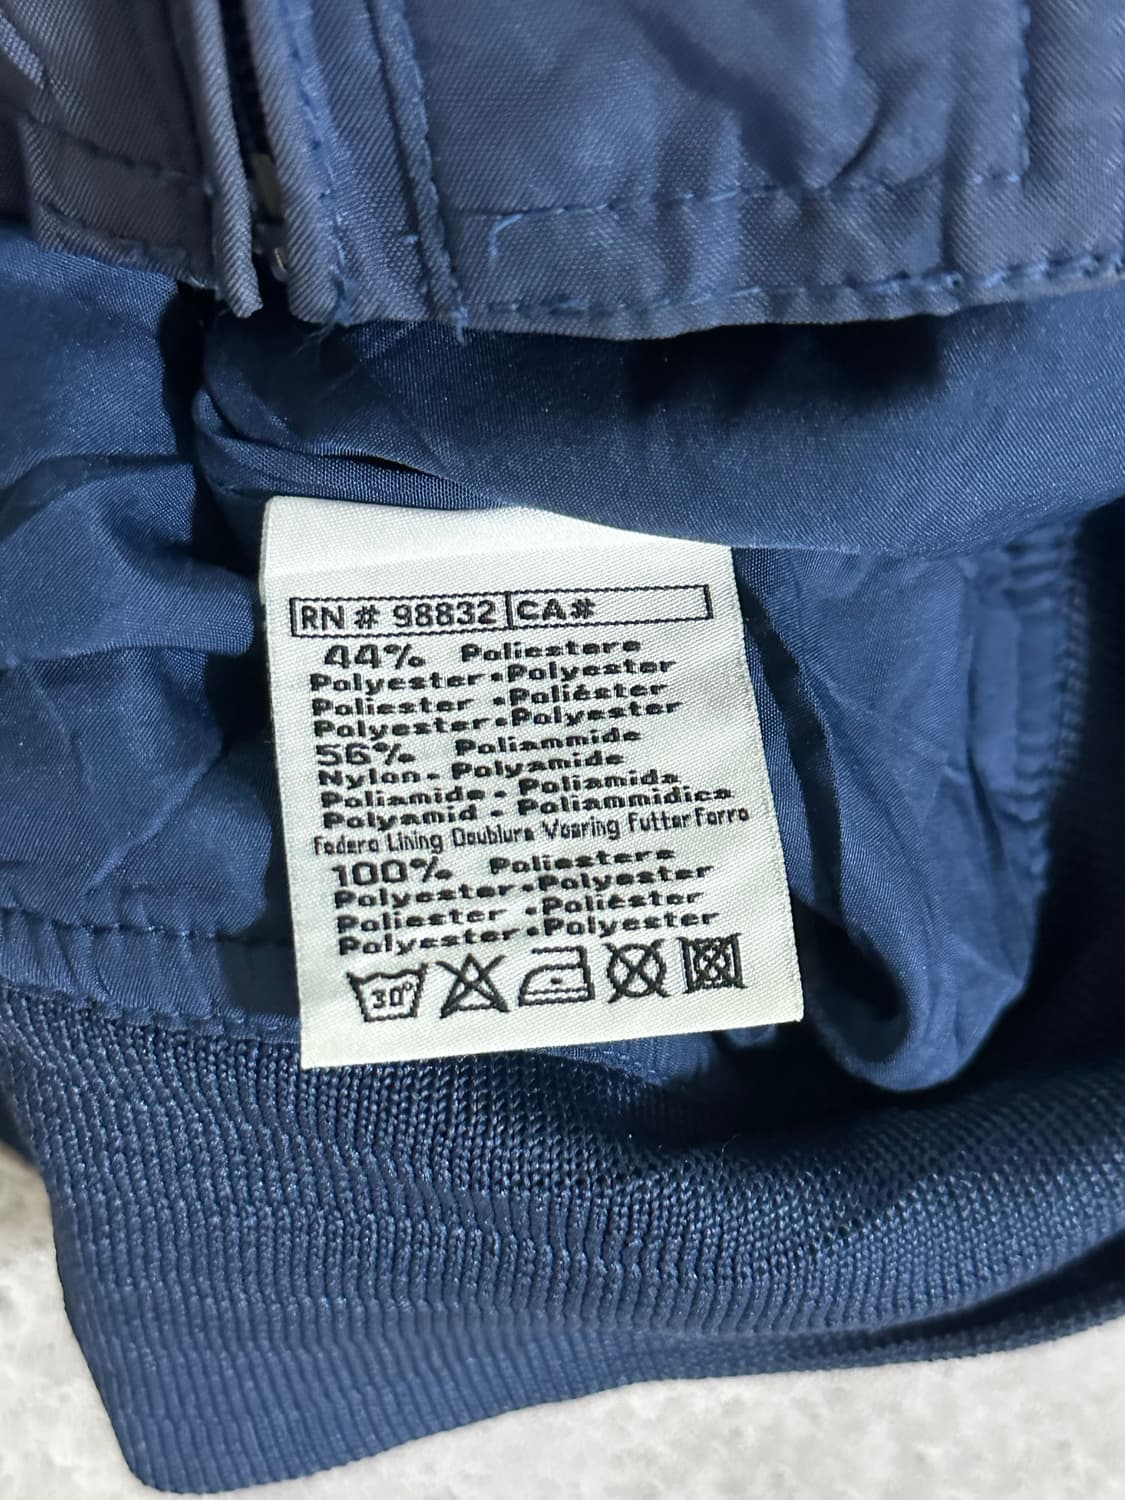 RN # 98832 CA#
44% Poliestere
Polyester•Polyester
Poliester •Poliéster
Polyester•Polyester
56% Poliammide
Nylon- Polyamide
Poliamide- Poliamida
Polyamid - Poliammidica
Federa Lining Doublure Voering Futter Forro
100% Poliestere
Polyester•Polyester
Poliester •Poliéster
Polyester•Polyester
30°